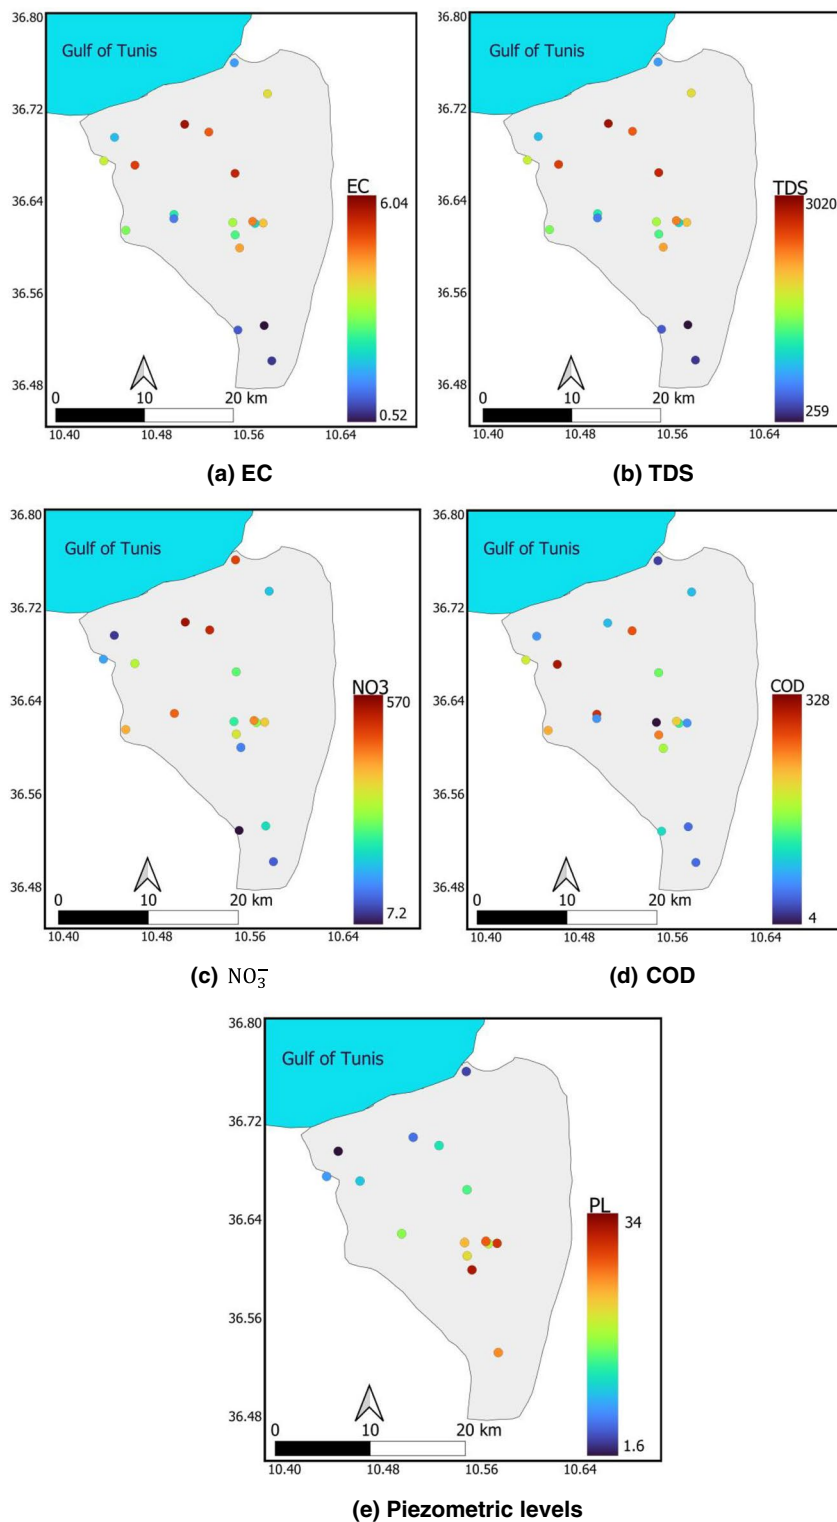 36.80
Gulf of Tunis
36.72
36.64
36.56
36.48
EC
6.04
0.52
0 10 20 km
10.40 10.48 10.56 10.64
(a) EC
36.80
Gulf of Tunis
36.72
36.64
36.56
36.48
TDS
3020
259
0 10 20 km
10.40 10.48 10.56 10.64
(b) TDS
36.80
Gulf of Tunis
36.72
36.64
36.56
36.48
NO3
570
7.2
0 10 20 km
10.40 10.48 10.56 10.64
(c) NO₃⁻
36.80
Gulf of Tunis
36.72
36.64
36.56
36.48
COD
328
4
0 10 20 km
10.40 10.48 10.56 10.64
(d) COD
36.80
Gulf of Tunis
36.72
36.64
36.56
36.48
PL
34
1.6
0 10 20 km
10.40 10.48 10.56 10.64
(e) Piezometric levels